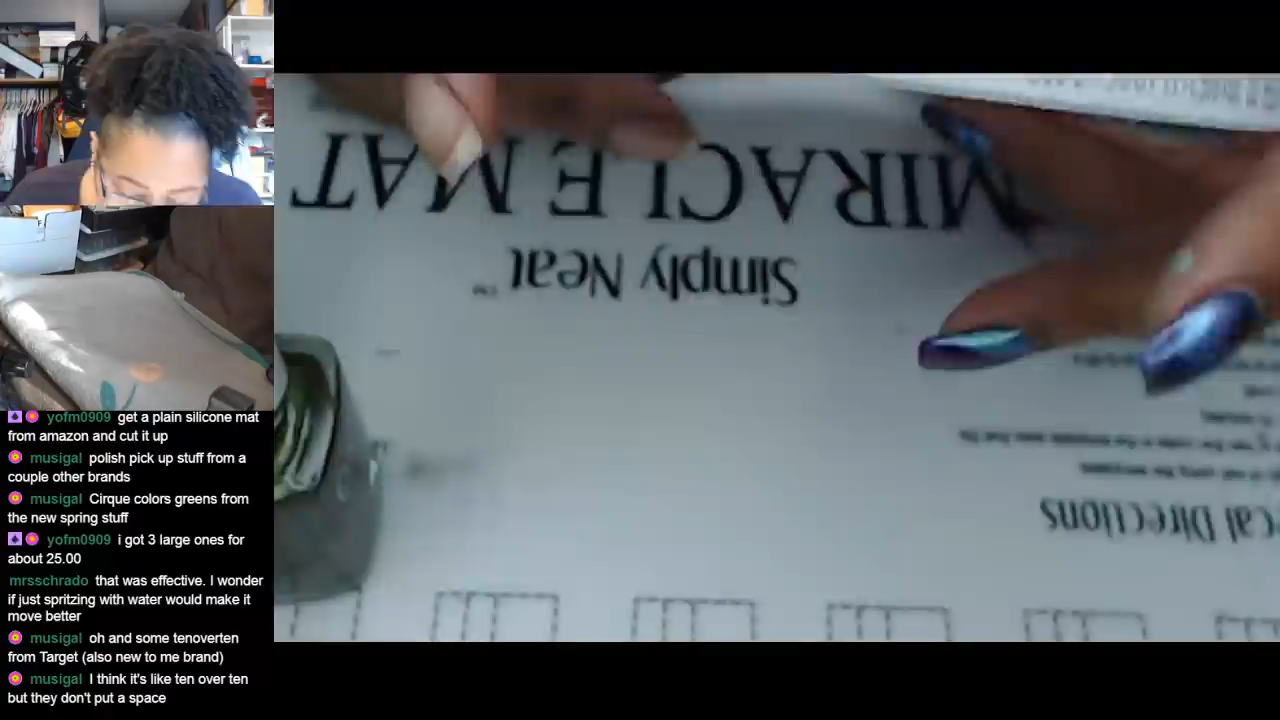 yofm0909 get a plain silicone mat
from amazon and cut it up
musigal polish pick up stuff from a
couple other brands
musigal Cirque colors greens from
the new spring stuff
yofm0909 i got 3 large ones for
about 25.00
mrsschrado that was effective. I wonder
if just spritzing with water would make it
move better
musigal oh and some tenoverten
from Target (also new to me brand)
musigal I think it's like ten over ten
but they don't put a space
cal Directions
Simply Neat™
MIRACLE MAT